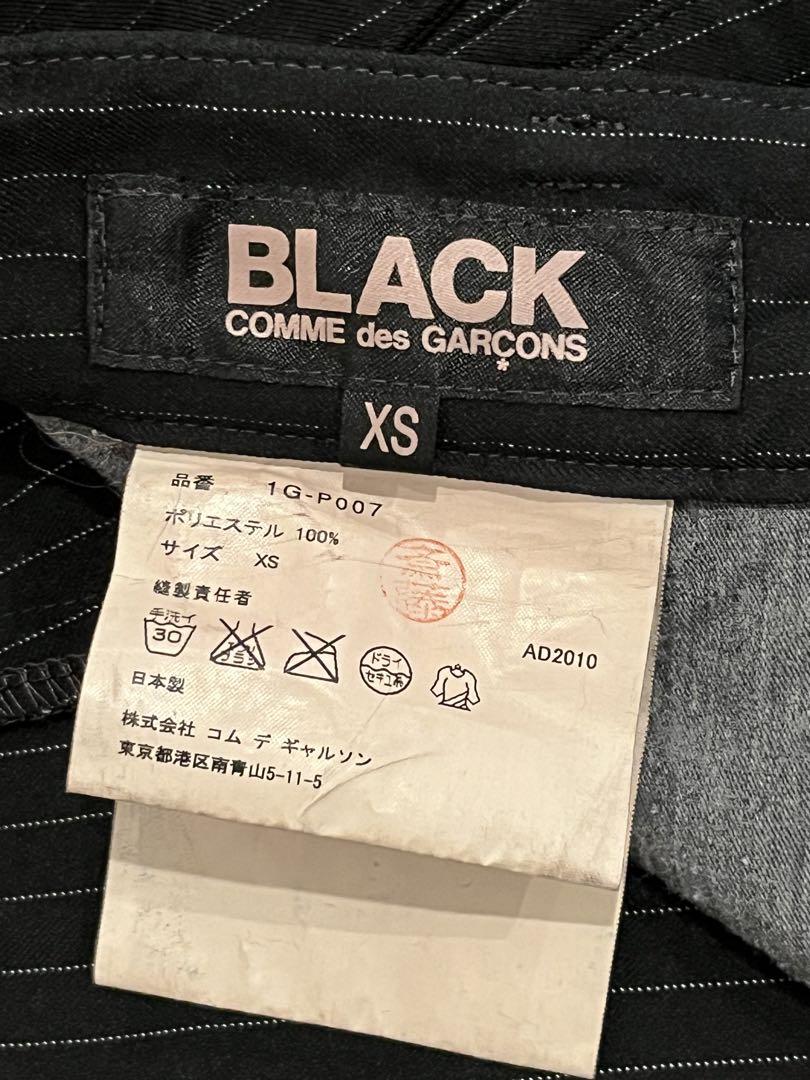 BLACK
COMME des GARÇONS
XS
品番 1G-P007
ポリエステル 100%
サイズ XS
縫製責任者
手洗イ
30
ドライ
セキユ系
AD2010
日本製
株式会社 コム デ ギャルソン
東京都港区南青山5-11-5